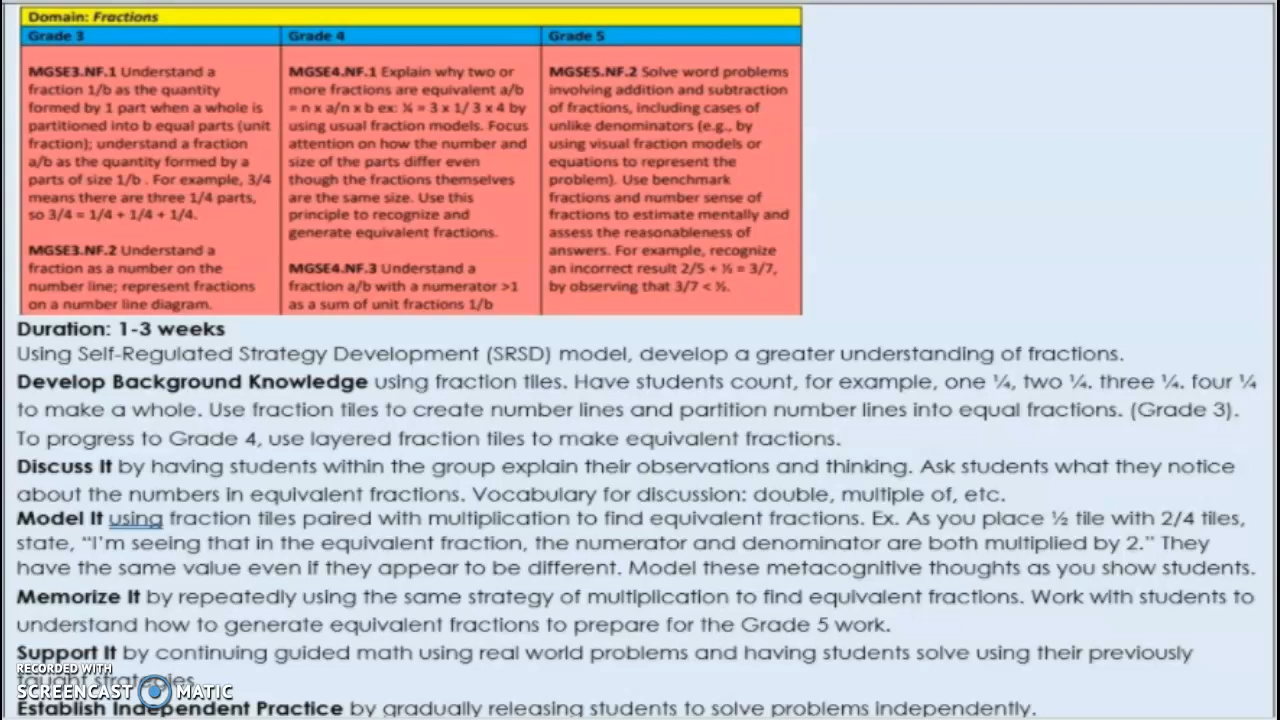 Domain: Fractions
Grade 3
MGSE3.NF.1 Understand a
fraction 1/b as the quantity
formed by 1 part when a whole is
partitioned into b equal parts (unit
fraction); understand a fraction
a/b as the quantity formed by a
parts of size 1/b . For example, 3/4
means there are three 1/4 parts,
so 3/4 = 1/4 + 1/4 + 1/4.
MGSE3.NF.2 Understand a
fraction as a number on the
number line; represent fractions
on a number line diagram.
Grade 4
MGSE4.NF.1 Explain why two or
more fractions are equivalent a/b
= n x a/n x b ex: ¼ = 3 x 1/ 3 x 4 by
using usual fraction models. Focus
attention on how the number and
size of the parts differ even
though the fractions themselves
are the same size. Use this
principle to recognize and
generate equivalent fractions.
MGSE4.NF.3 Understand a
fraction a/b with a numerator >1
as a sum of unit fractions 1/b
Grade 5
MGSE5.NF.2 Solve word problems
involving addition and subtraction
of fractions, including cases of
unlike denominators (e.g., by
using visual fraction models or
equations to represent the
problem). Use benchmark
fractions and number sense of
fractions to estimate mentally and
assess the reasonableness of
answers. For example, recognize
an incorrect result 2/5 + ½ = 3/7,
by observing that 3/7 < ½.
Duration: 1-3 weeks
Using Self-Regulated Strategy Development (SRSD) model, develop a greater understanding of fractions.
Develop Background Knowledge using fraction tiles. Have students count, for example, one ¼, two ¼. three ¼. four ¼
to make a whole. Use fraction tiles to create number lines and partition number lines into equal fractions. (Grade 3).
To progress to Grade 4, use layered fraction tiles to make equivalent fractions.
Discuss It by having students within the group explain their observations and thinking. Ask students what they notice
about the numbers in equivalent fractions. Vocabulary for discussion: double, multiple of, etc.
Model It using fraction tiles paired with multiplication to find equivalent fractions. Ex. As you place ½ tile with 2/4 tiles,
state, "I'm seeing that in the equivalent fraction, the numerator and denominator are both multiplied by 2." They
have the same value even if they appear to be different. Model these metacognitive thoughts as you show students.
Memorize It by repeatedly using the same strategy of multiplication to find equivalent fractions. Work with students to
understand how to generate equivalent fractions to prepare for the Grade 5 work.
Support It by continuing guided math using real world problems and having students solve using their previously
taught strategies
RECORDED WITH
SCREENCAST MATIC
Establish Independent Practice by gradually releasing students to solve problems independently.